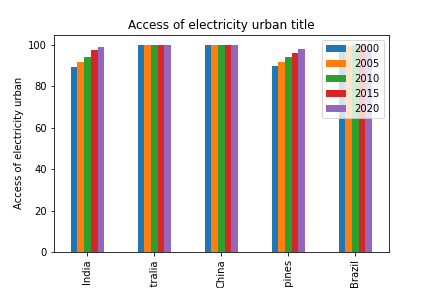 Access of electricity urban title
Access of electricity urban
100
80
60
40
20
0
2000
2005
2010
2015
2020
India
tralia
China
pines
Brazil